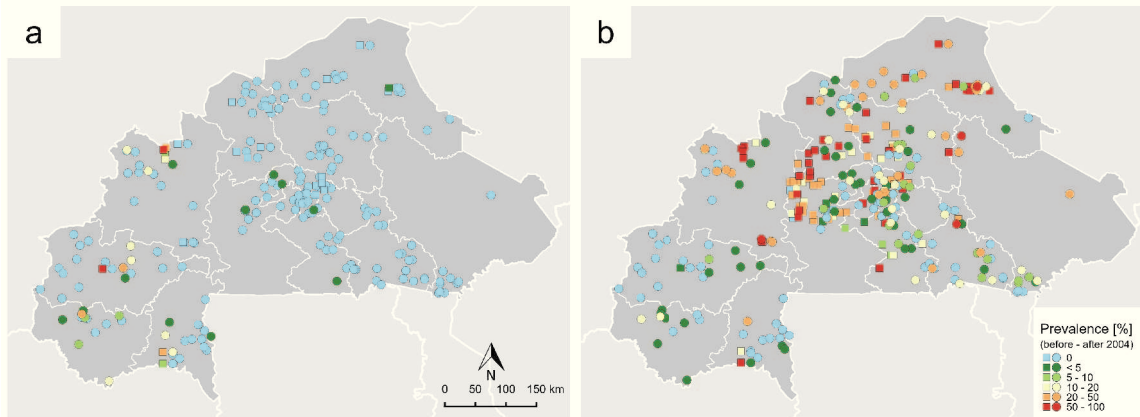 a
b
N
0 50 100 150 km
Prevalence [%]
(before - after 2004)
0
< 5
5 - 10
10 - 20
20 - 50
50 - 100